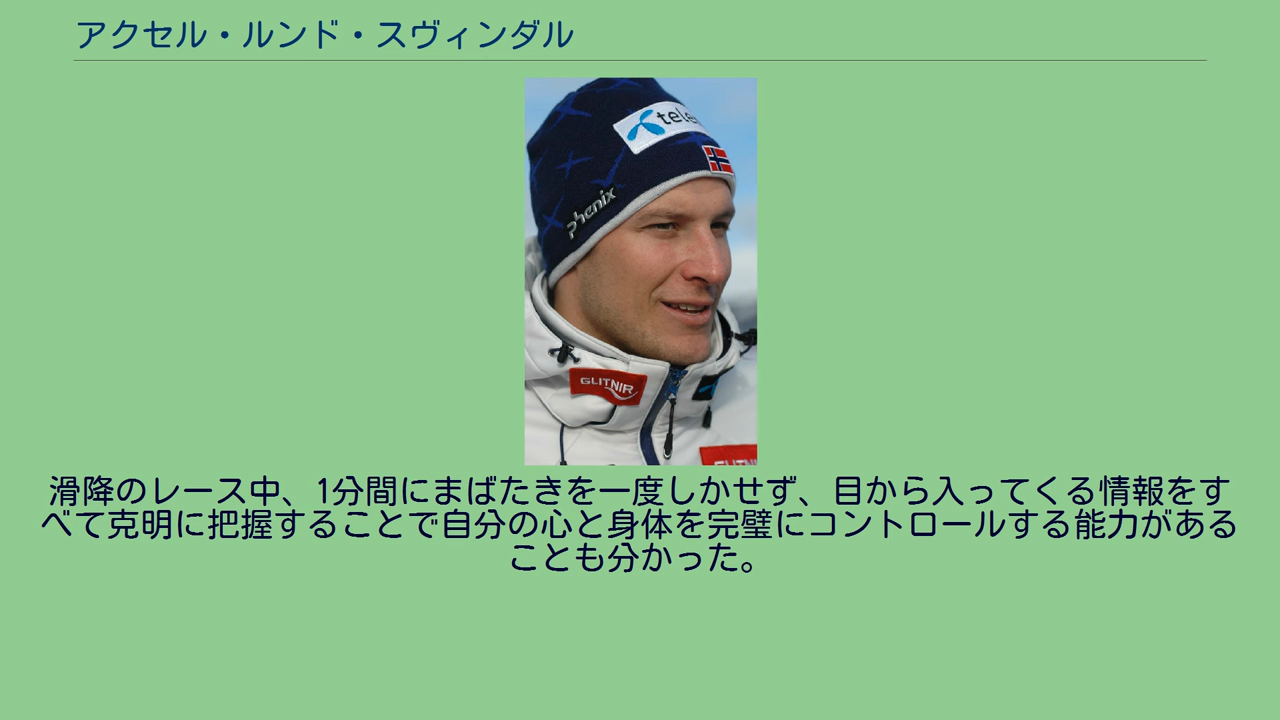 アクセル・ルンド・スヴィンダル
tele
phenix
GLITNIR
GLITNIR
滑降のレース中、1分間にまばたきを一度しかせず、目から入ってくる情報をす
べて克明に把握することで自分の心と身体を完璧にコントロールする能力がある
ことも分かった。